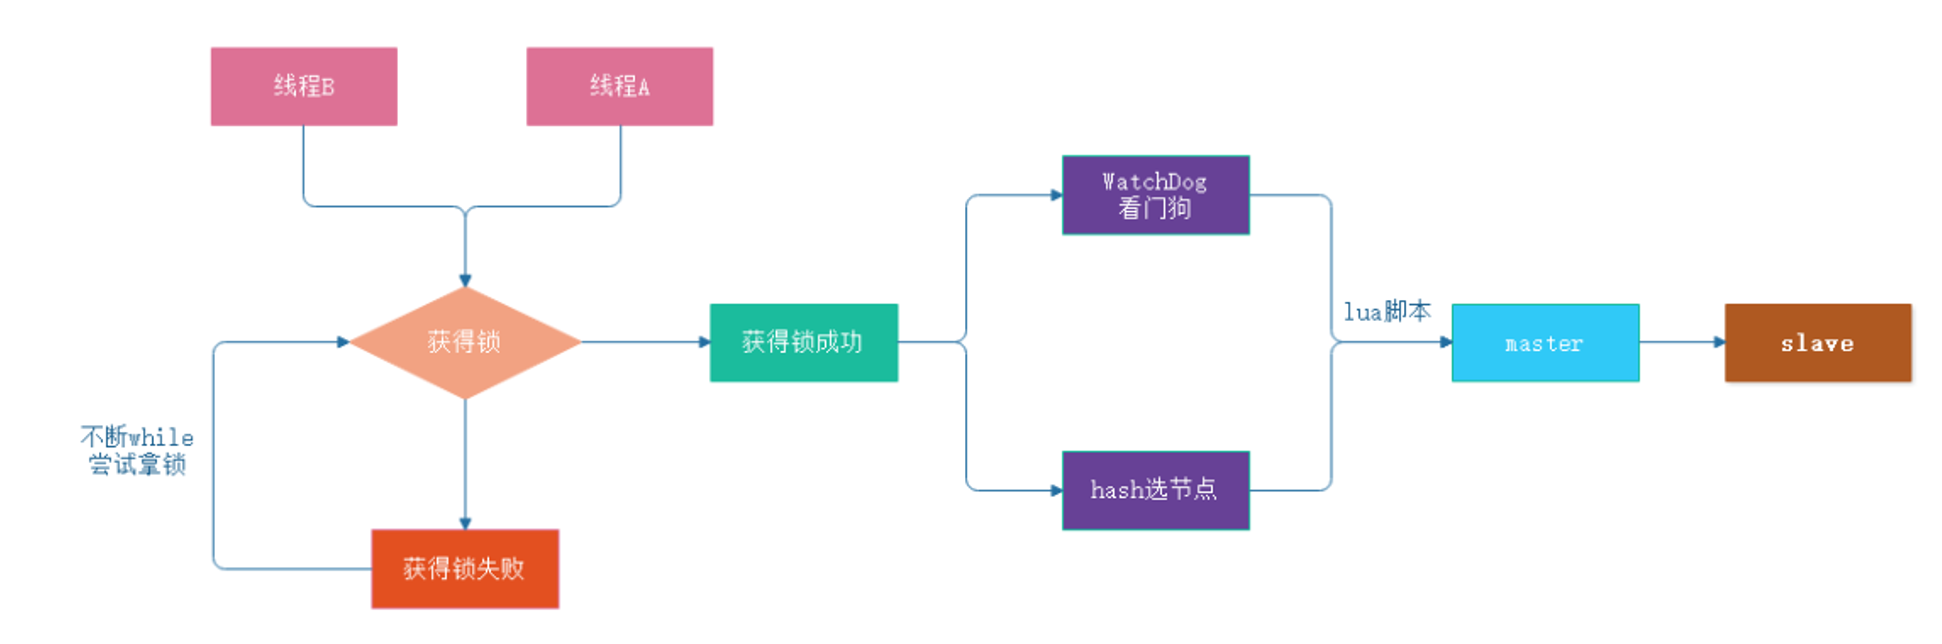 线程B
线程A
WatchDog
看门狗
lua脚本
获得锁
获得锁成功
master
slave
不断while
尝试拿锁
hash选节点
获得锁失败